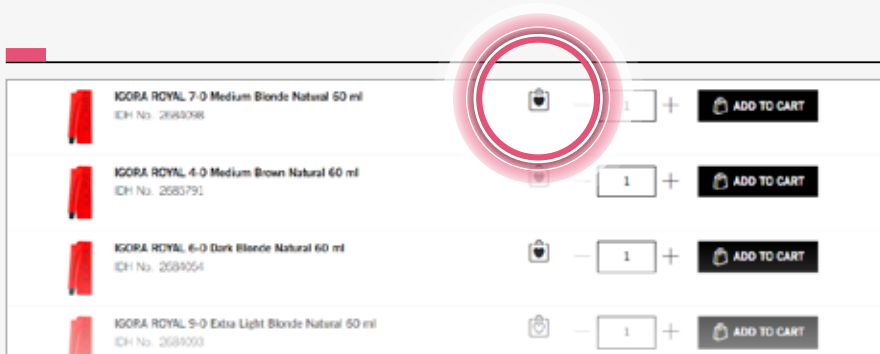 IGORA ROYAL 7-0 Medium Blonde Natural 60 ml
IDH No. 2684098
1
ADD TO CART
IGORA ROYAL 4-0 Medium Brown Natural 60 ml
IDH No. 2685791
1
ADD TO CART
IGORA ROYAL 6-0 Dark Blonde Natural 60 ml
IDH No. 2684054
1
ADD TO CART
IGORA ROYAL 9-0 Extra Light Blonde Natural 60 ml
IDH No. 2684093
1
ADD TO CART